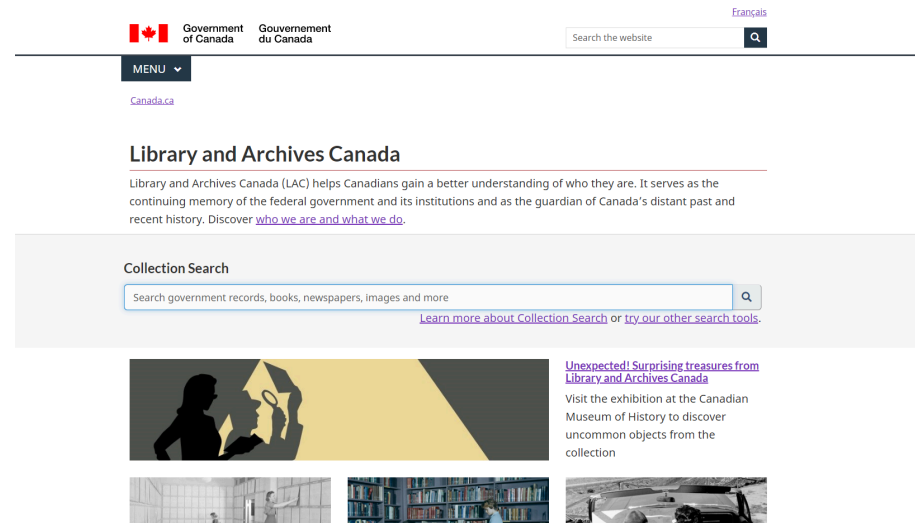 Français
Government of Canada
Gouvernement du Canada
Search the website
MENU
Canada.ca
Library and Archives Canada
Library and Archives Canada (LAC) helps Canadians gain a better understanding of who they are. It serves as the
continuing memory of the federal government and its institutions and as the guardian of Canada's distant past and
recent history. Discover who we are and what we do.
Collection Search
Search government records, books, newspapers, images and more
Learn more about Collection Search or try our other search tools.
Unexpected! Surprising treasures from
Library and Archives Canada
Visit the exhibition at the Canadian
Museum of History to discover
uncommon objects from the
collection